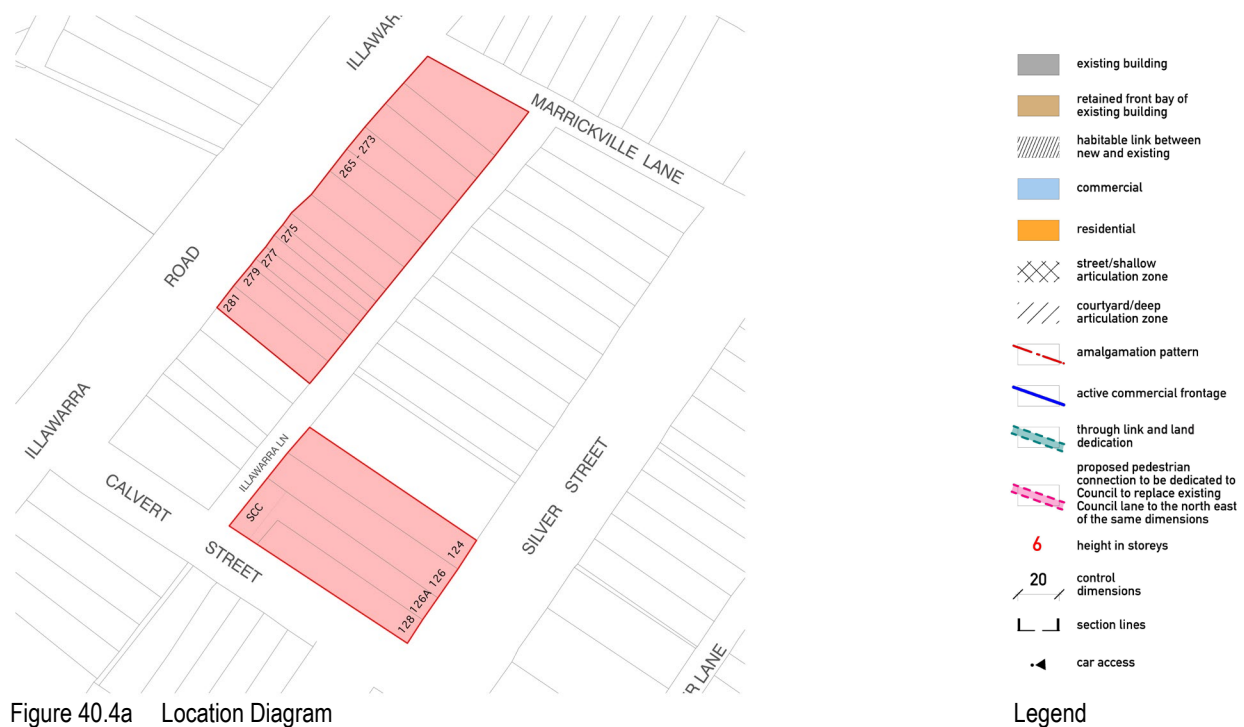 ILLAWAR
MARRICKVILLE LANE
265 - 273
275
277
279
281
ROAD
ILLAWARRA
ILLAWARRA LN
CALVERT
STREET
SCC
SILVER STREET
124
126
126A
128
R LANE
existing building
retained front bay of
existing building
habitable link between
new and existing
commercial
residential
street/shallow
articulation zone
courtyard/deep
articulation zone
amalgamation pattern
active commercial frontage
through link and land
dedication
proposed pedestrian
connection to be dedicated to
Council to replace existing
Council lane to the north east
of the same dimensions
6 height in storeys
20 control
dimensions
section lines
car access
Figure 40.4a Location Diagram
Legend